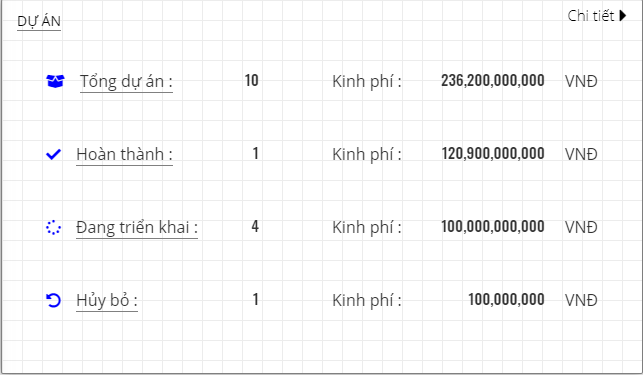 DỰ ÁN Chi tiết
Tổng dự án : 10 Kinh phí : 236,200,000,000 VNĐ
Hoàn thành : 1 Kinh phí : 120,900,000,000 VNĐ
Đang triển khai : 4 Kinh phí : 100,000,000,000 VNĐ
Hủy bỏ : 1 Kinh phí : 100,000,000 VNĐ